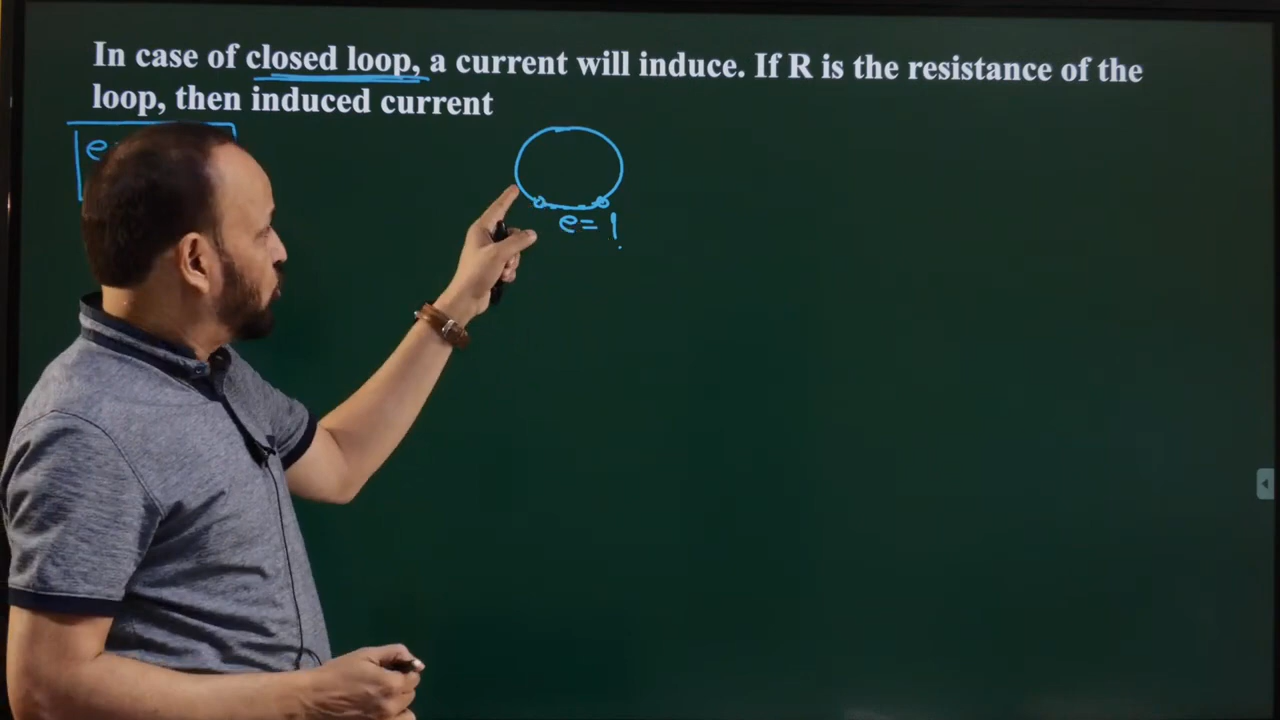 In case of closed loop, a current will induce. If R is the resistance of the
loop, then induced current
e=
e= 1